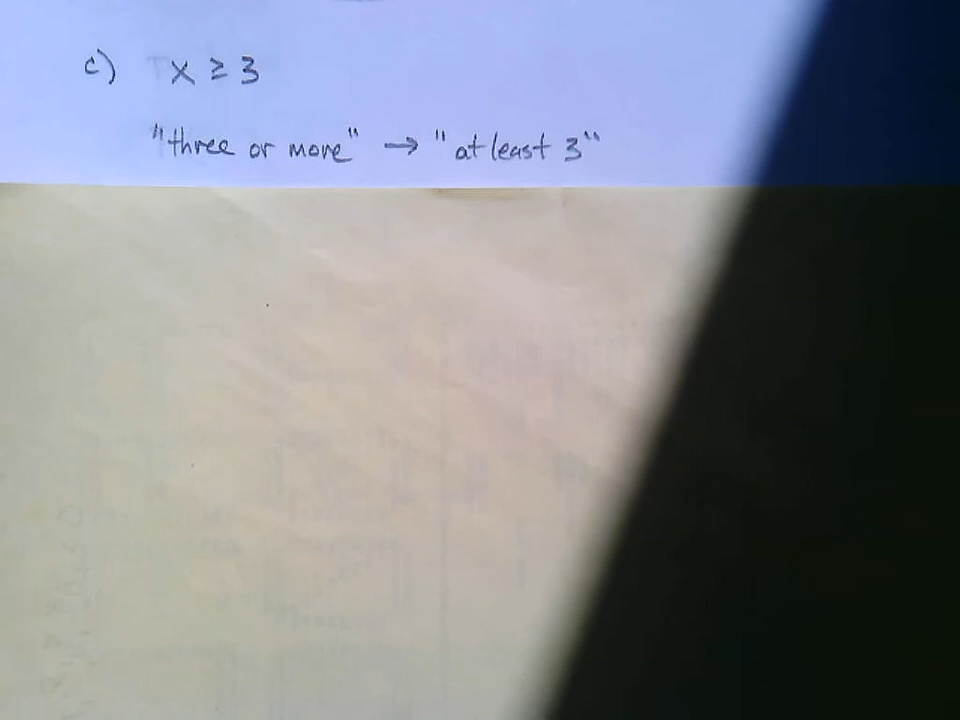 c) x ≥ 3
"three or more" → "at least 3"